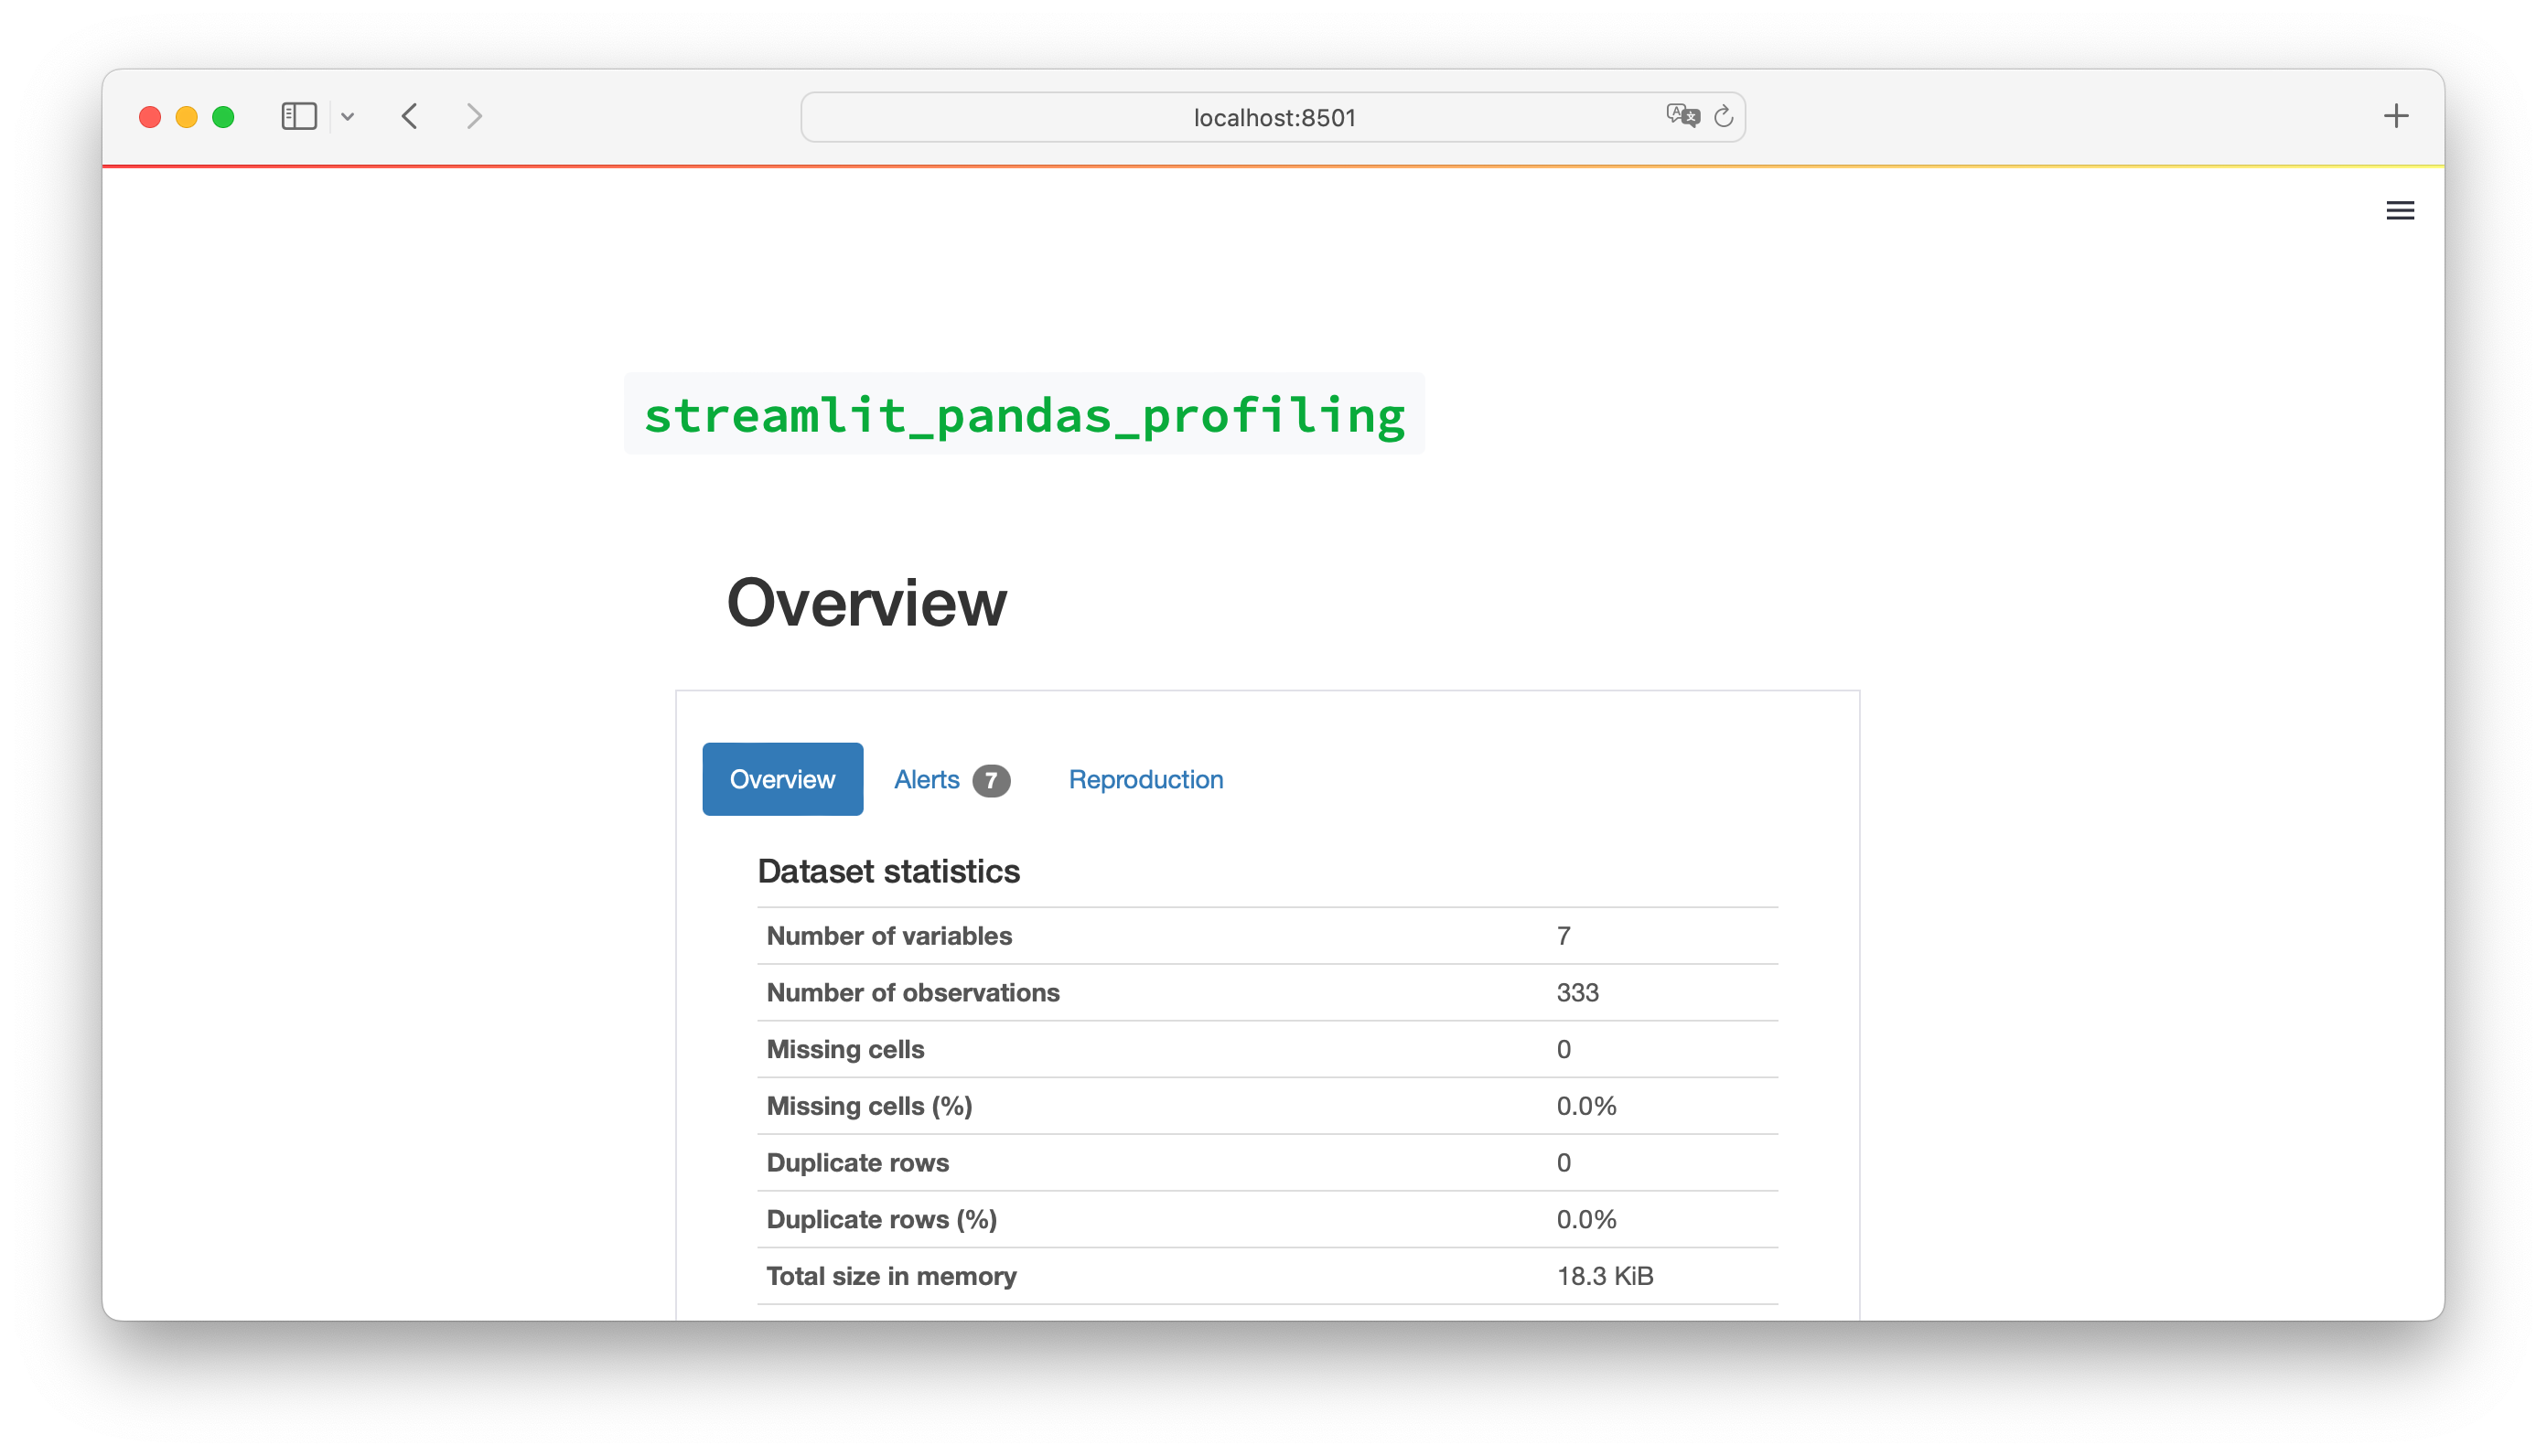 localhost:8501
streamlit_pandas_profiling
Overview
Overview Alerts 7 Reproduction
Dataset statistics
Number of variables 7
Number of observations 333
Missing cells 0
Missing cells (%) 0.0%
Duplicate rows 0
Duplicate rows (%) 0.0%
Total size in memory 18.3 KiB